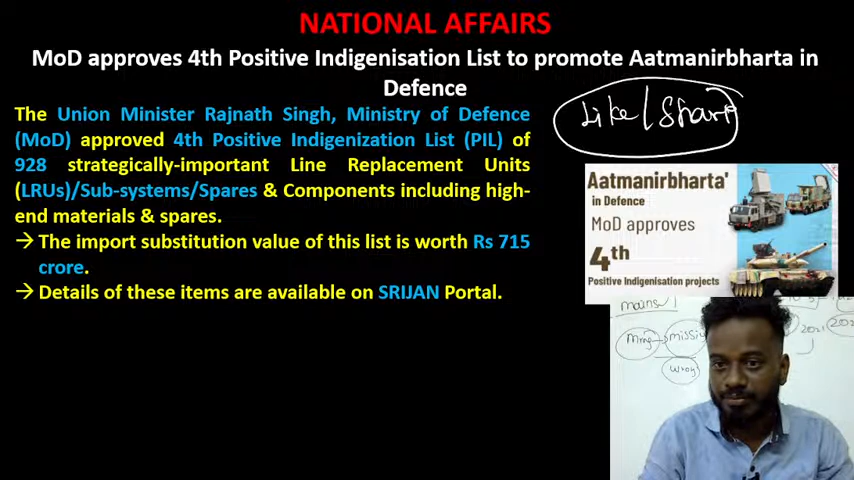 NATIONAL AFFAIRS
MoD approves 4th Positive Indigenisation List to promote Aatmanirbharta in
Defence
The Union Minister Rajnath Singh, Ministry of Defence
(MoD) approved 4th Positive Indigenization List (PIL) of
928 strategically-important Line Replacement Units
(LRUs)/Sub-systems/Spares & Components including high-
end materials & spares.
→ The import substitution value of this list is worth Rs 715
crore.
→ Details of these items are available on SRIJAN Portal.
Like/Share
Aatmanirbharta'
in Defence
MoD approves
4th
Positive Indigenisation projects
mains
missi
wrong